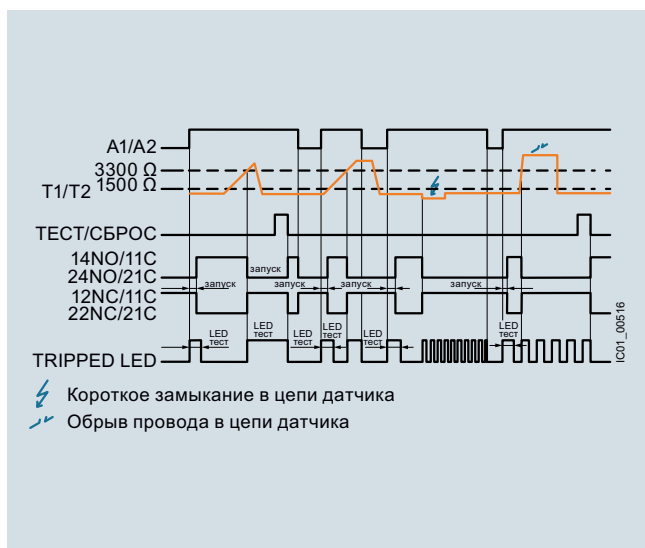 A1/A2
3300 Ω
T1/T2 1500 Ω
ТЕСТ/СБРОС
14NO/11C
24NO/21C
12NC/11C
22NC/21C
запуск
запуск
запуск
запуск
запуск
LED
тест
LED
тест
LED
тест
LED
тест
LED
тест
LED
тест
TRIPPED LED
IC01_00516
Короткое замыкание в цепи датчика
Обрыв провода в цепи датчика